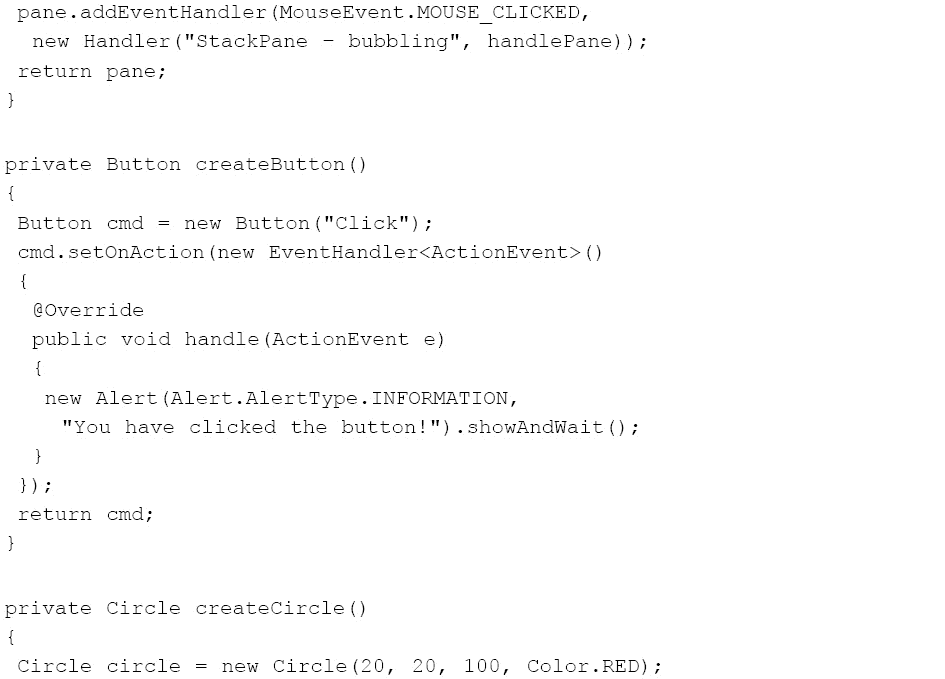 pane.addEventHandler(MouseEvent.MOUSE_CLICKED,
new Handler("StackPane – bubbling", handlePane));
return pane;
}
private Button createButton()
{
Button cmd = new Button("Click");
cmd.setOnAction(new EventHandler<ActionEvent>()
{
@Override
public void handle(ActionEvent e)
{
new Alert(Alert.AlertType.INFORMATION,
"You have clicked the button!").showAndWait();
}
});
return cmd;
}
private Circle createCircle()
{
Circle circle = new Circle(20, 20, 100, Color.RED);